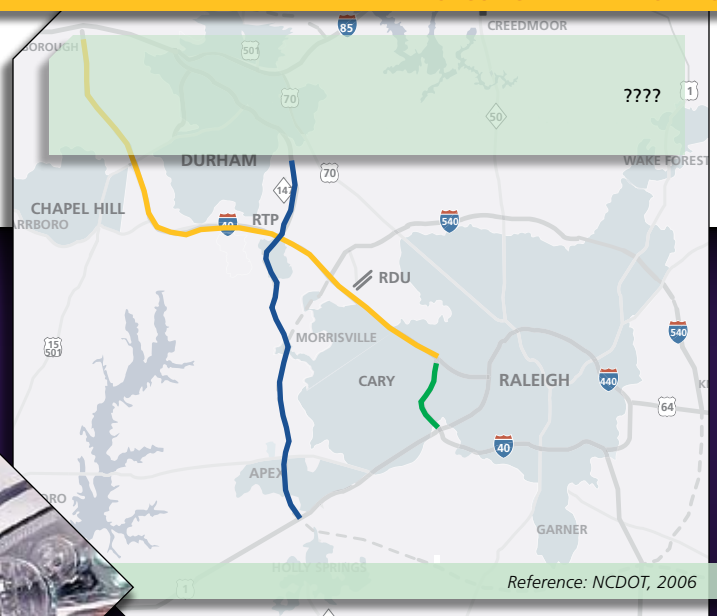 CREEDMOOR
85
BOROUGH
501
70
????
1
50
DURHAM
WAKE FOREST
70
147
CHAPEL HILL
ARRBORO
40
RTP
540
RDU
540
15
501
MORRISVILLE
CARY
RALEIGH
440
64
40
APEX
ORO
GARNER
HOLLY SPRINGS
1
Reference: NCDOT, 2006